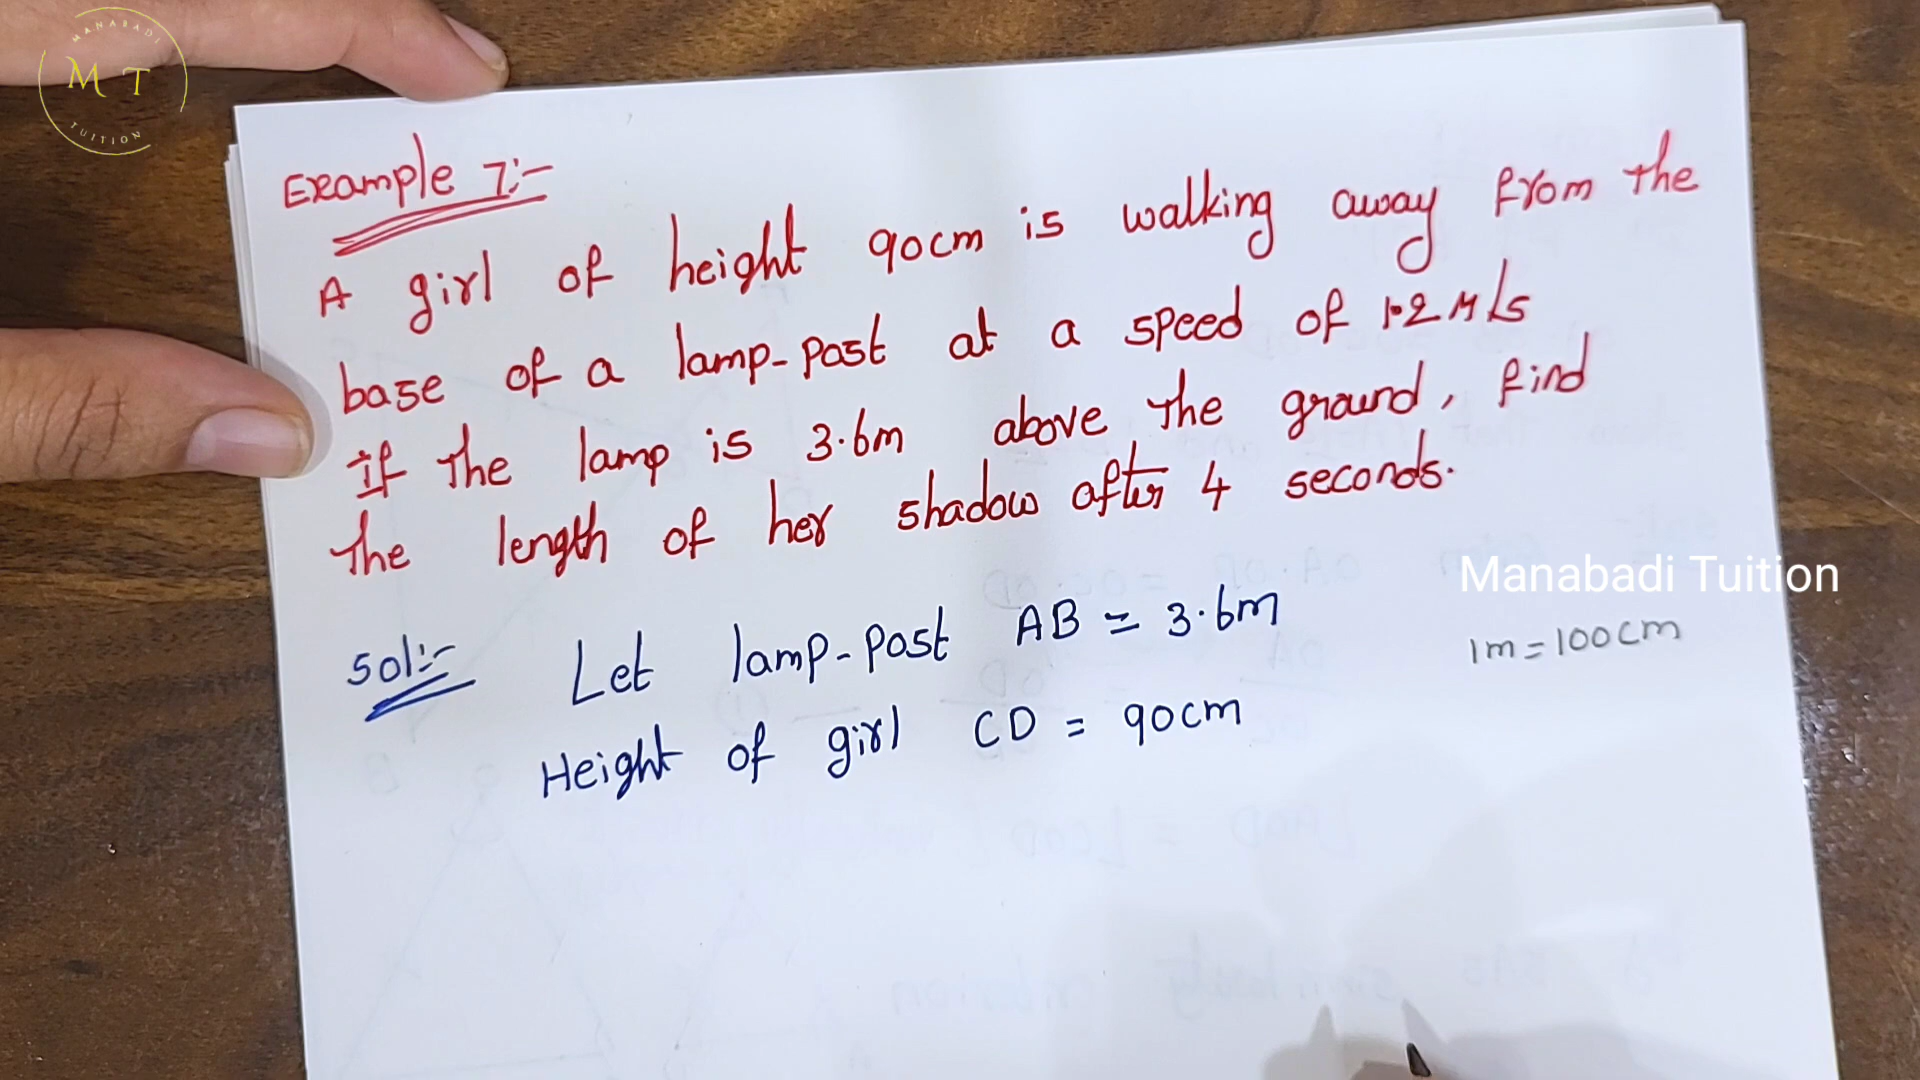 MANABADI
M T
TUITION
Example 7:-
A girl of height 90cm is walking away from the
base of a lamp-post at a speed of 1.2 M/s
if the lamp is 3.6m above the ground, find
the length of her shadow after 4 seconds.
Manabadi Tuition
Sol:- Let lamp-post AB = 3.6m
1m = 100cm
Height of girl CD = 90cm